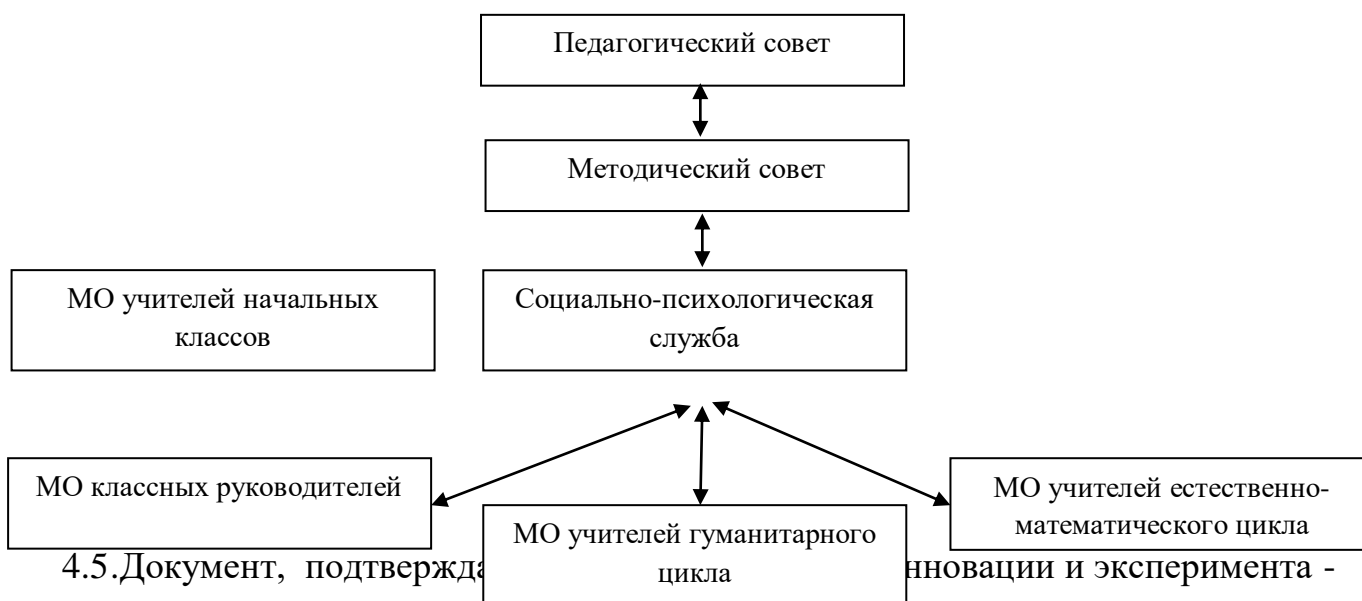 Педагогический совет
Методический совет
МО учителей начальных
классов
Социально-психологическая
служба
МО классных руководителей
МО учителей гуманитарного
цикла
МО учителей естественно-
математического цикла
4.5.Документ, подтвержда нновации и эксперимента -